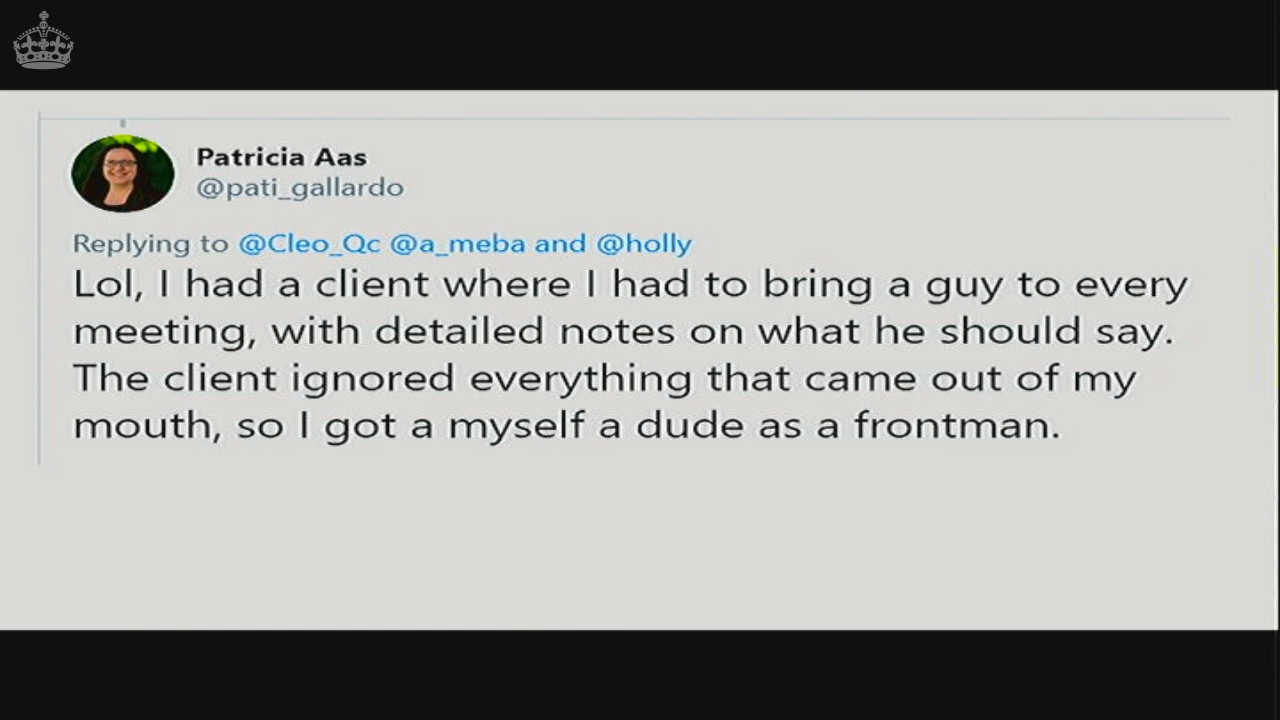 Patricia Aas
@pati_gallardo
Replying to @Cleo_Qc @a_meba and @holly
Lol, I had a client where I had to bring a guy to every
meeting, with detailed notes on what he should say.
The client ignored everything that came out of my
mouth, so I got a myself a dude as a frontman.